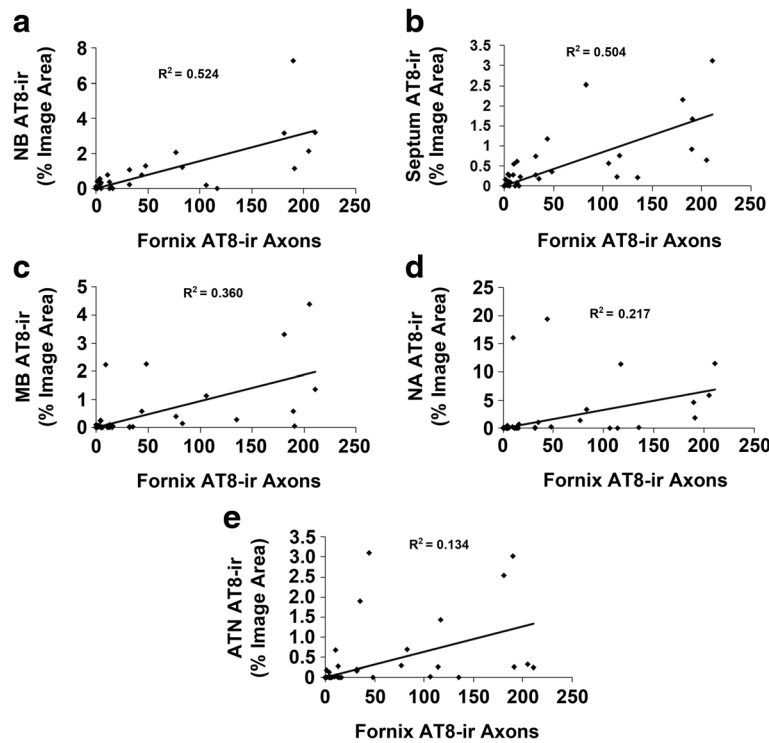 a
NB AT8-ir
(% Image Area)
8
6
4
2
0
R² = 0.524
0 50 100 150 200 250
Fornix AT8-ir Axons
b
Septum AT8-ir
(% Image Area)
3.5
3
2.5
2
1.5
1
0.5
0
R² = 0.504
0 50 100 150 200 250
Fornix AT8-ir Axons
c
MB AT8-ir
(% Image Area)
5
4
3
2
1
0
R² = 0.360
0 50 100 150 200 250
Fornix AT8-ir Axons
d
NA AT8-ir
(% Image Area)
25
20
15
10
5
0
R² = 0.217
0 50 100 150 200 250
Fornix AT8-ir Axons
e
ATN AT8-ir
(% Image Area)
3.5
3.0
2.5
2.0
1.5
1.0
0.5
0
R² = 0.134
0 50 100 150 200 250
Fornix AT8-ir Axons